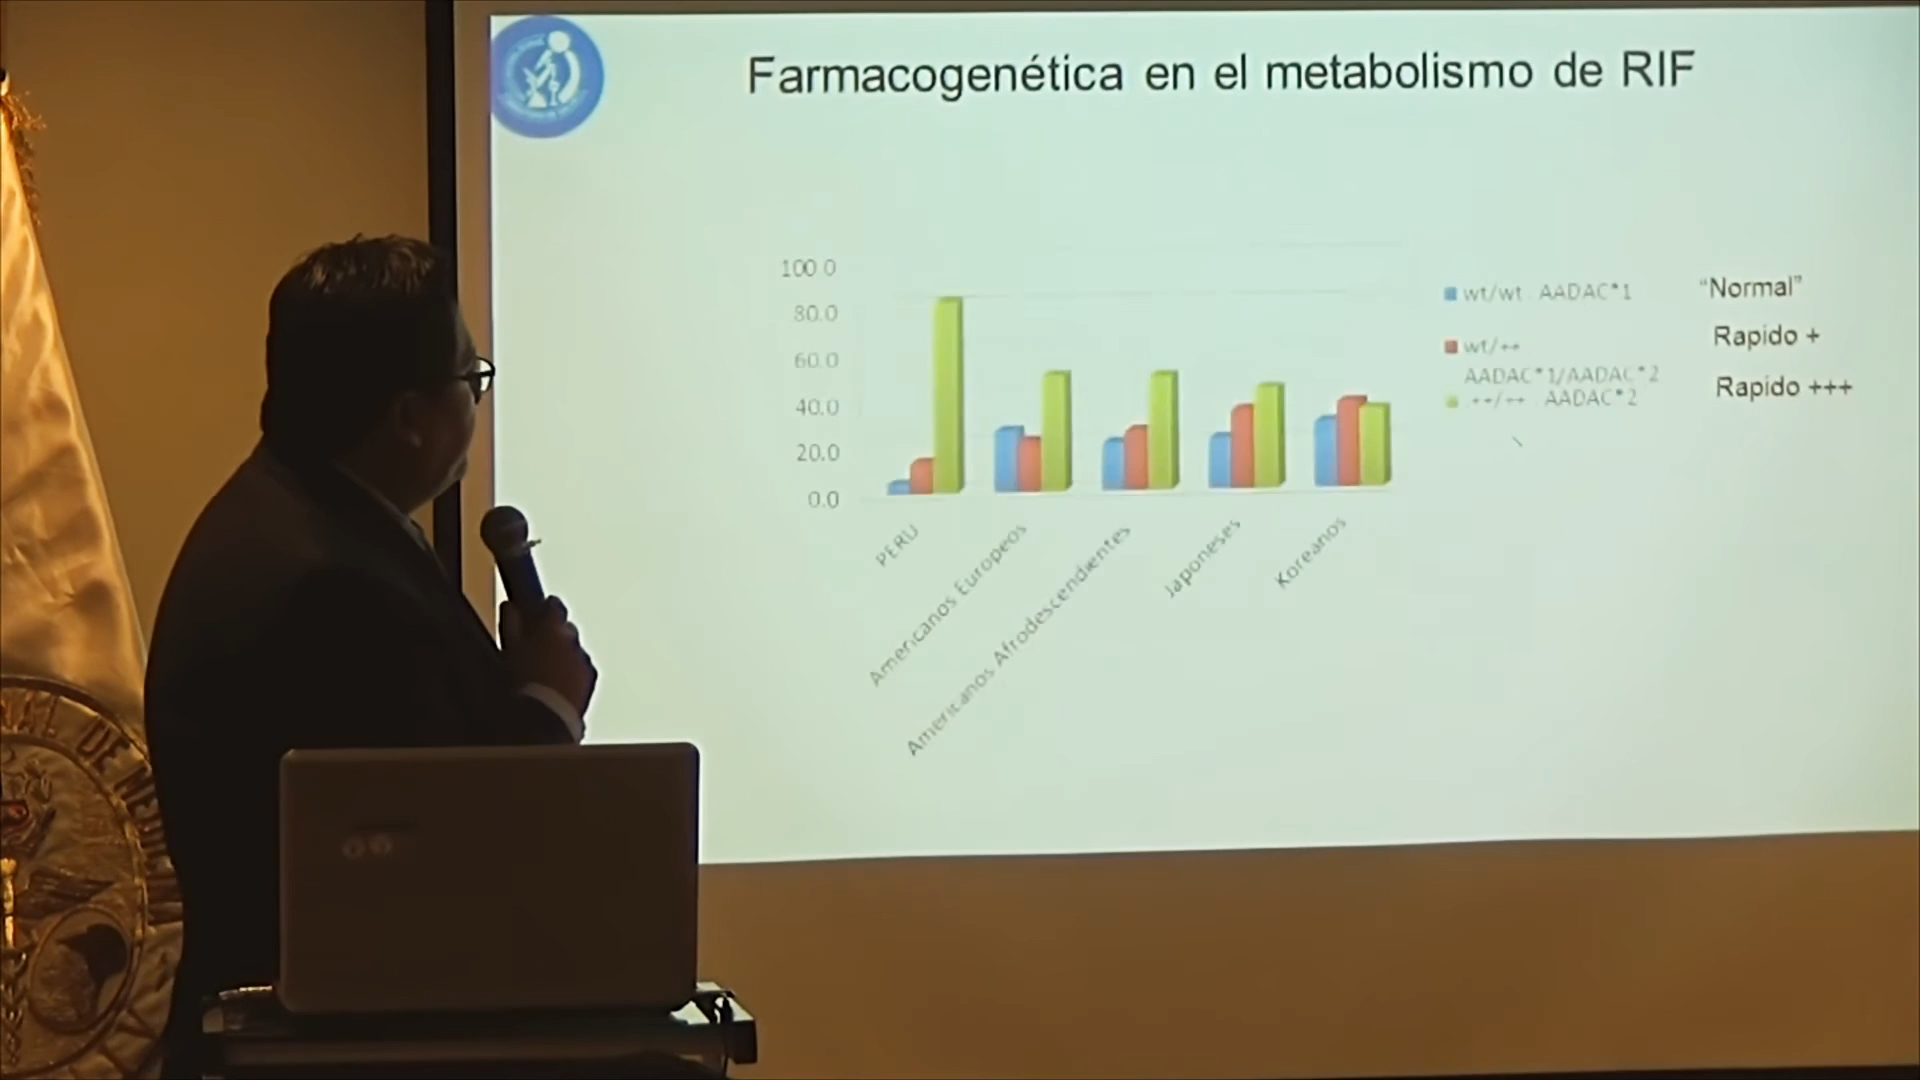 Farmacogenética en el metabolismo de RIF
100 0
80.0
60 0
40.0
20.0
0.0
PERU
Americanos Europeos
Americanos Afrodescendientes
Japoneses
Koreanos
wt/wt . AADAC*1
"Normal"
wt/++
AADAC*1/AADAC*2
Rapido +
++/++ . AADAC*2
Rapido +++
DE